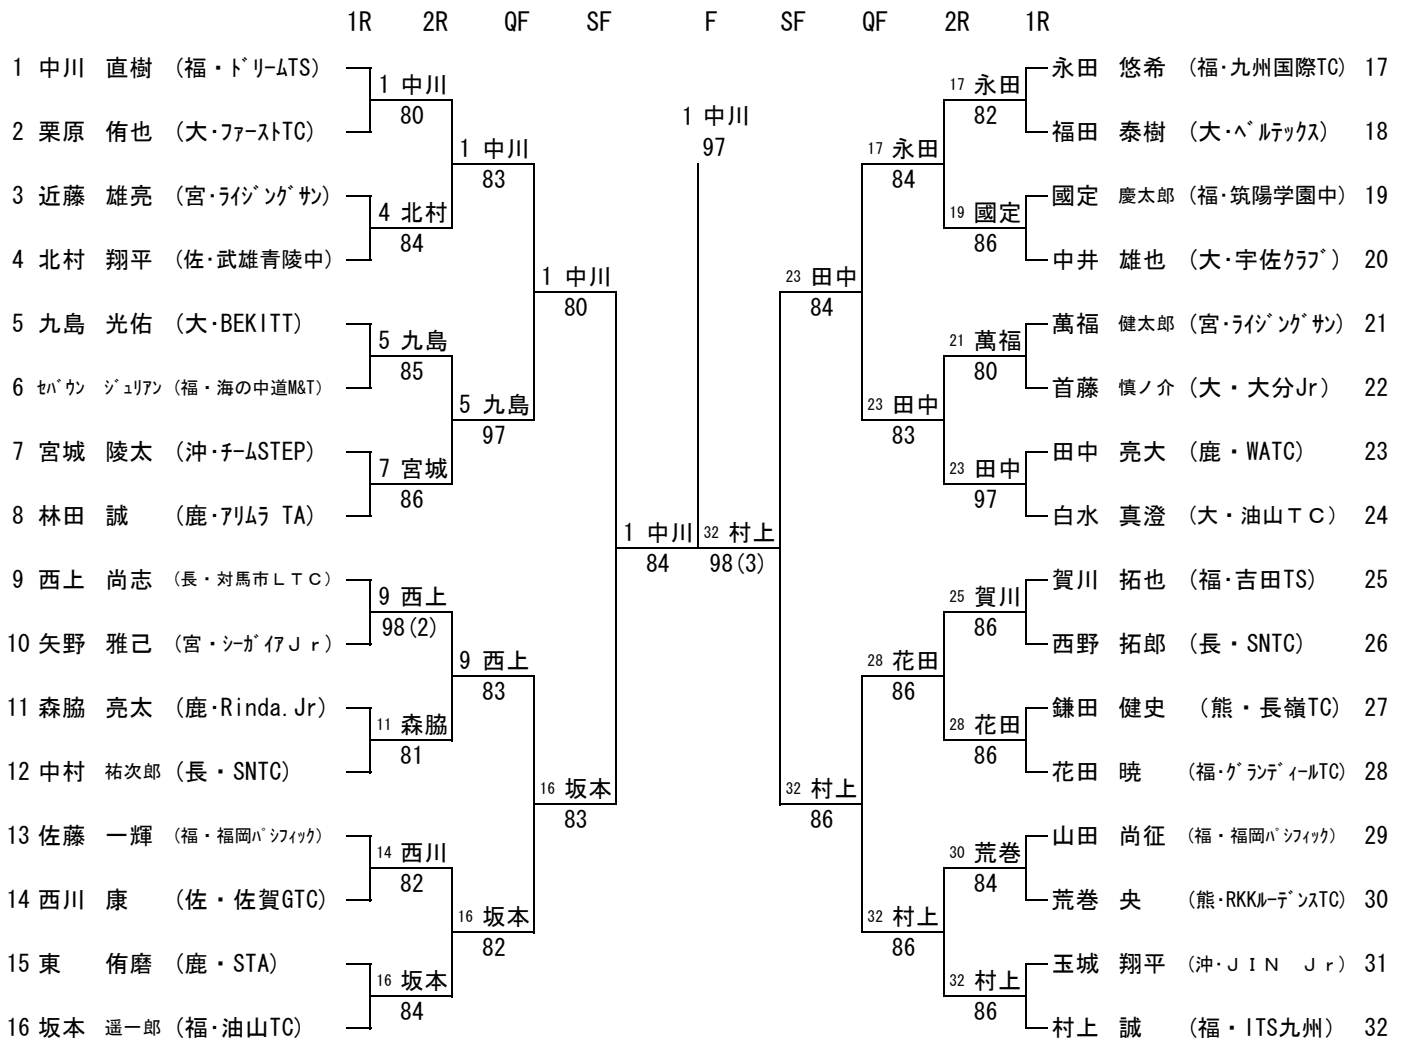 1R 2R QF SF F SF QF 2R 1R
1 中川 直樹 (福・ドリームTS)
1 中川
80
2 栗原 侑也 (大・ファーストTC)
1 中川
83
3 近藤 雄亮 (宮・ライジングサン)
4 北村
84
4 北村 翔平 (佐・武雄青陵中)
1 中川
80
5 九島 光佑 (大・BEKITT)
5 九島
85
6 セバウン ジュリアン (福・海の中道M&T)
5 九島
97
7 宮城 陵太 (沖・チームSTEP)
7 宮城
86
8 林田 誠 (鹿・アリムラ TA)
1 中川
84
9 西上 尚志 (長・対馬市LTC)
9 西上
98(2)
10 矢野 雅己 (宮・シーガイアJr)
9 西上
83
11 森脇 亮太 (鹿・Rinda.Jr)
11 森脇
81
12 中村 祐次郎 (長・SNTC)
16 坂本
83
13 佐藤 一輝 (福・福岡パシフィック)
14 西川
82
14 西川 康 (佐・佐賀GTC)
16 坂本
82
15 東 侑磨 (鹿・STA)
16 坂本
84
16 坂本 遥一郎 (福・油山TC)
1 中川
97
永田 悠希 (福・九州国際TC) 17
17 永田
82
福田 泰樹 (大・ベルテックス) 18
17 永田
84
國定 慶太郎 (福・筑陽学園中) 19
19 國定
86
中井 雄也 (大・宇佐クラブ) 20
23 田中
84
萬福 健太郎 (宮・ライジングサン) 21
21 萬福
80
首藤 慎ノ介 (大・大分Jr) 22
23 田中
83
田中 亮大 (鹿・WATC) 23
23 田中
97
白水 真澄 (大・油山TC) 24
32 村上
98(3)
賀川 拓也 (福・吉田TS) 25
25 賀川
86
西野 拓郎 (長・SNTC) 26
28 花田
86
鎌田 健史 (熊・長嶺TC) 27
28 花田
86
花田 暁 (福・グランディールTC) 28
32 村上
86
山田 尚征 (福・福岡パシフィック) 29
30 荒巻
84
荒巻 央 (熊・RKKルーデンスTC) 30
32 村上
86
玉城 翔平 (沖・JIN Jr) 31
32 村上
86
村上 誠 (福・ITS九州) 32